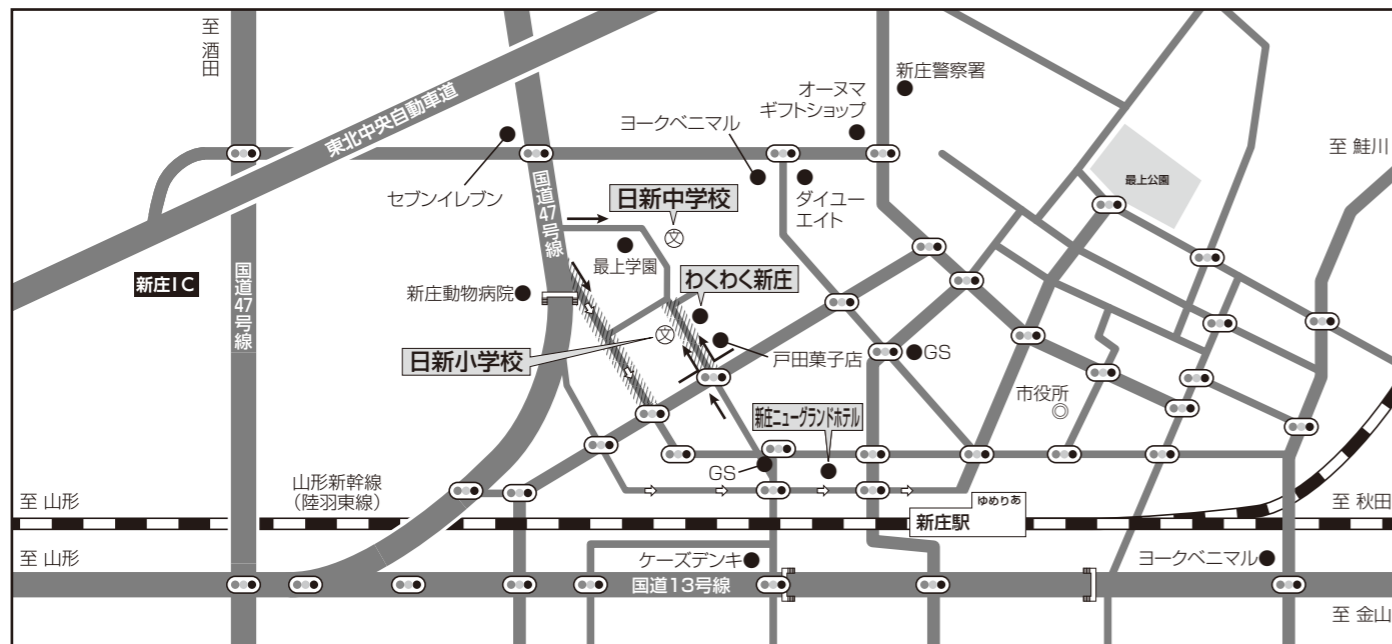 至 酒田
東北中央自動車道
新庄警察署
オーヌマ
ギフトショップ
ヨークベニマル
至 鮭川
最上公園
セブンイレブン
国道47号線
日新中学校
文
ダイユー
エイト
最上学園
新庄IC
国道47号線
新庄動物病院
わくわく新庄
日新小学校
文
戸田菓子店
GS
市役所
新庄ニューグランドホテル
GS
山形新幹線
(陸羽東線)
至 山形
ゆめりあ
新庄駅
至 秋田
至 山形
ケーズデンキ
ヨークベニマル
国道13号線
至 金山